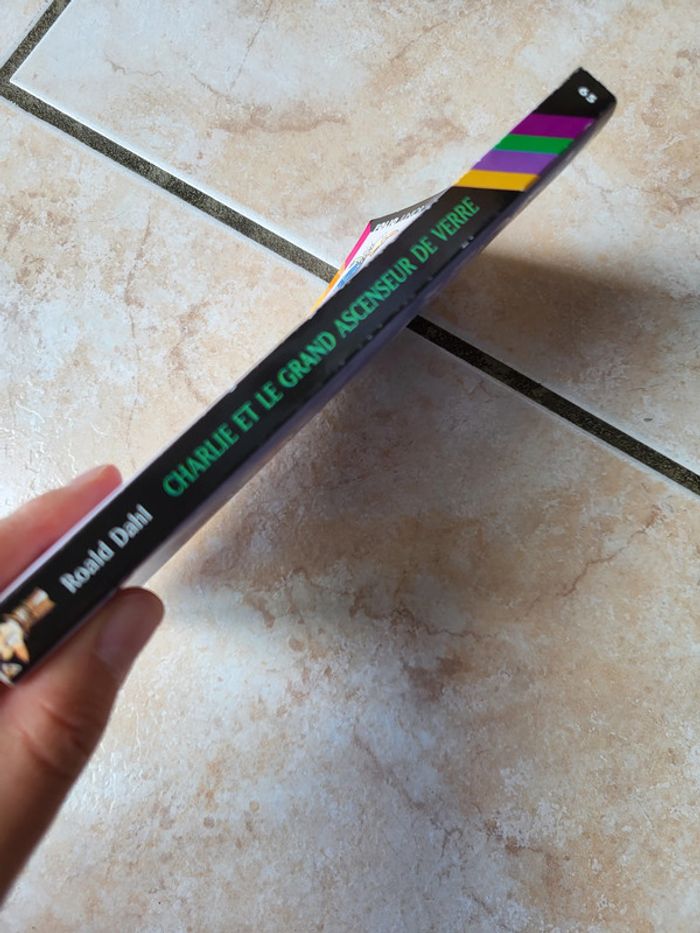 Roald Dahl
CHARLIE ET LE GRAND ASCENSEUR DE VERRE
65